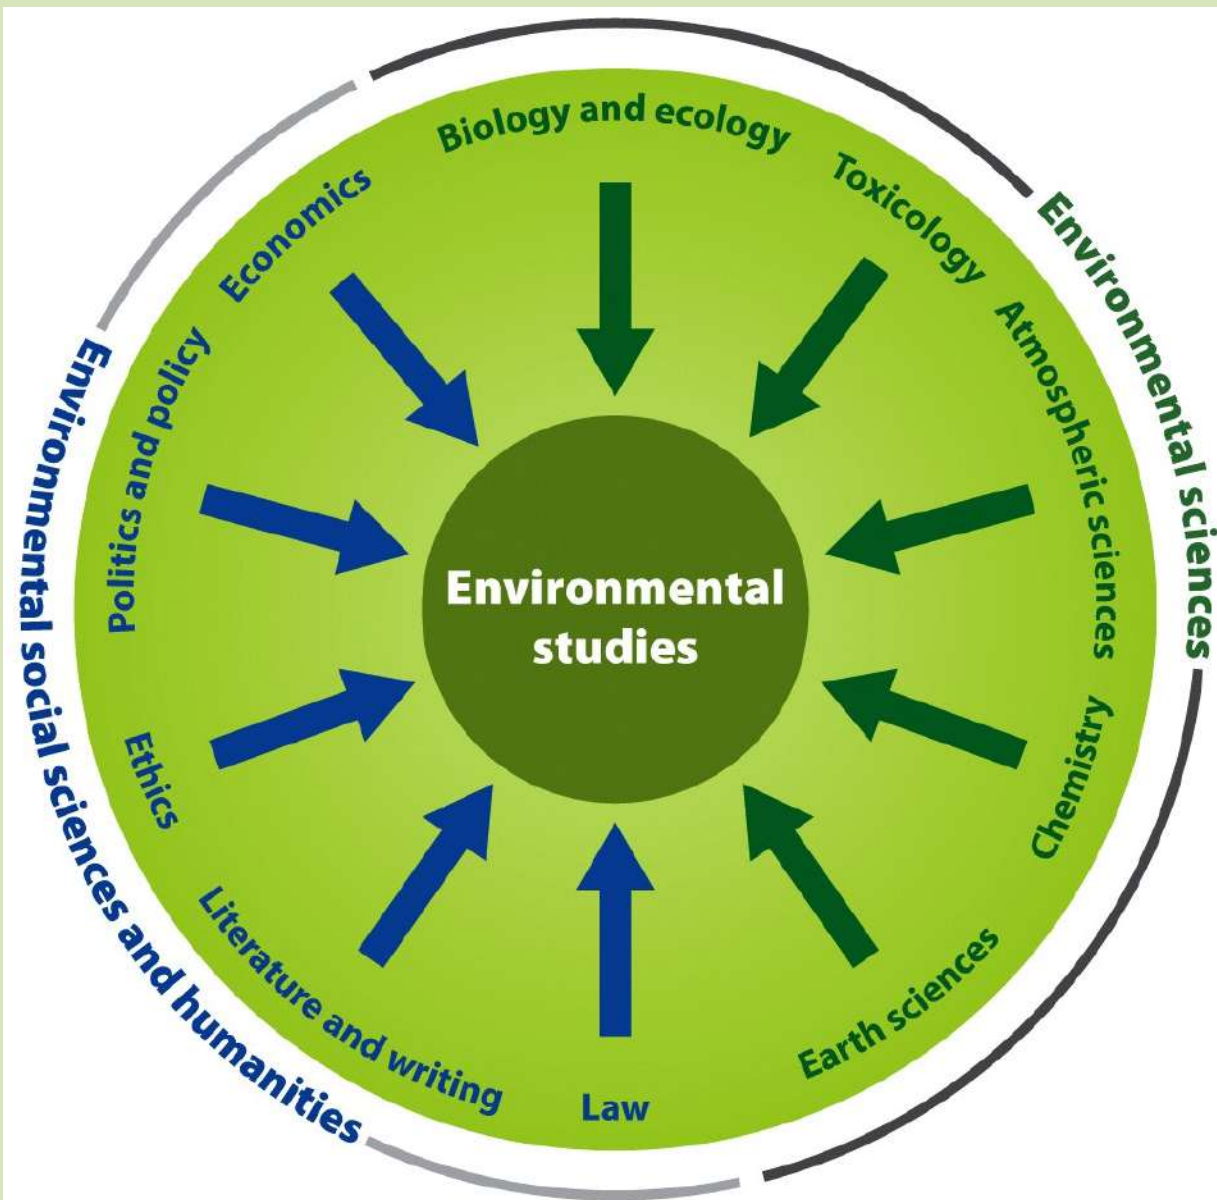 Biology and ecology
Toxicology
Atmospheric sciences
Chemistry
Earth sciences
Law
Literature and writing
Ethics
Politics and policy
Economics
Environmental sciences
Environmental social sciences and humanities
Environmental
studies